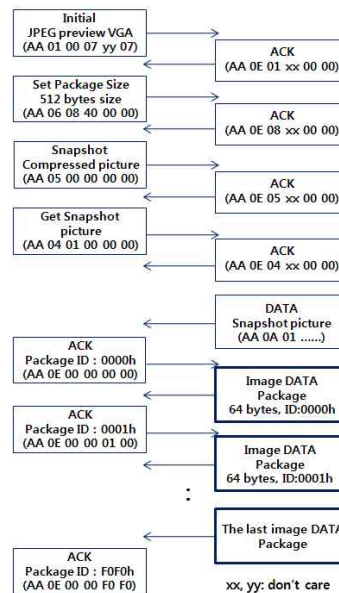 Initial
JPEG preview VGA
(AA 01 00 07 yy 07)
ACK
(AA 0E 01 xx 00 00)
Set Package Size
512 bytes size
(AA 06 08 40 00 00)
ACK
(AA 0E 08 xx 00 00)
Snapshot
Compressed picture
(AA 05 00 00 00 00)
ACK
(AA 0E 05 xx 00 00)
Get Snapshot
picture
(AA 04 01 00 00 00)
ACK
(AA 0E 04 xx 00 00)
DATA
Snapshot picture
(AA 0A 01 ......)
ACK
Package ID : 0000h
(AA 0E 00 00 00 00)
Image DATA
Package
64 bytes, ID:0000h
ACK
Package ID : 0001h
(AA 0E 00 00 01 00)
Image DATA
Package
64 bytes, ID:0001h
:
The last image DATA
Package
ACK
Package ID : F0F0h
(AA 0E 00 00 F0 F0)
xx, yy: don't care